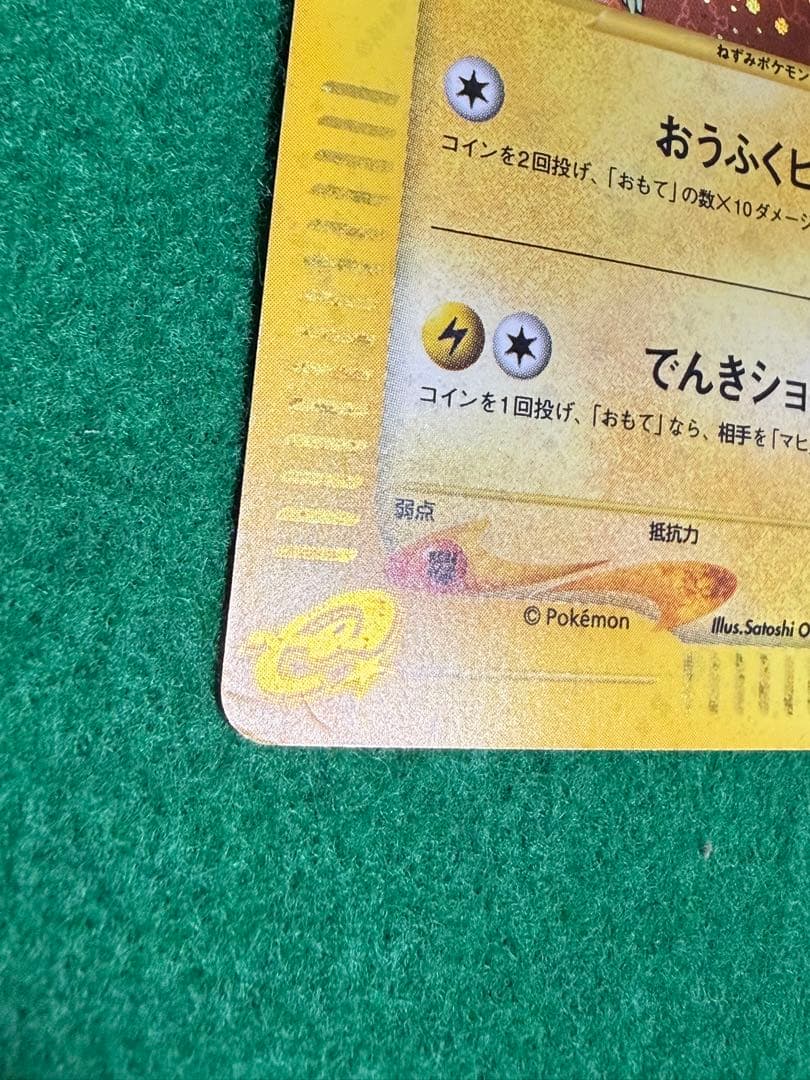 ねずみポケモン
おうふくビ
コインを2回投げ、「おもて」の数×10ダメージ
でんきショ
コインを1回投げ、「おもて」なら、相手を「マヒ
弱点
抵抗力
© Pokémon
Illus.Satoshi O